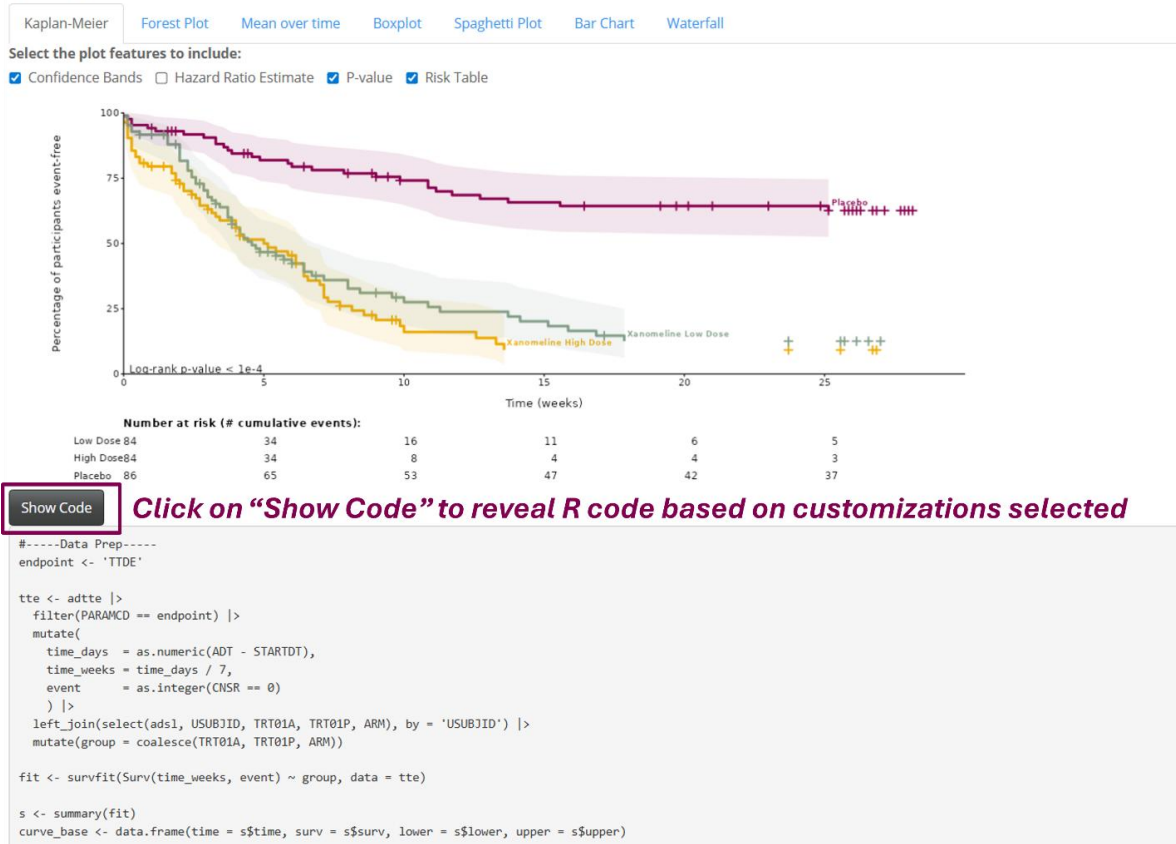 Kaplan-Meier Forest Plot Mean over time Boxplot Spaghetti Plot Bar Chart Waterfall
Select the plot features to include:
Confidence Bands Hazard Ratio Estimate P-value Risk Table
Percentage of participants event-free
100
75
50
25
0
Placebo
Xanomeline Low Dose
Xanomeline High Dose
Log-rank p-value < 1e-4
0 5 10 15 20 25
Time (weeks)
Number at risk (# cumulative events):
Low Dose 84 34 16 11 6 5
High Dose 84 34 8 4 4 3
Placebo 86 65 53 47 42 37
Show Code Click on “Show Code” to reveal R code based on customizations selected
#-----Data Prep-----
endpoint <- 'TTDE'
tte <- adtte |>
filter(PARAMCD == endpoint) |>
mutate(
time_days = as.numeric(ADT - STARTDT),
time_weeks = time_days / 7,
event = as.integer(CNSR == 0)
) |>
left_join(select(adsl, USUBJID, TRT01A, TRT01P, ARM), by = 'USUBJID') |>
mutate(group = coalesce(TRT01A, TRT01P, ARM))
fit <- survfit(Surv(time_weeks, event) ~ group, data = tte)
s <- summary(fit)
curve_base <- data.frame(time = s$time, surv = s$surv, lower = s$lower, upper = s$upper)